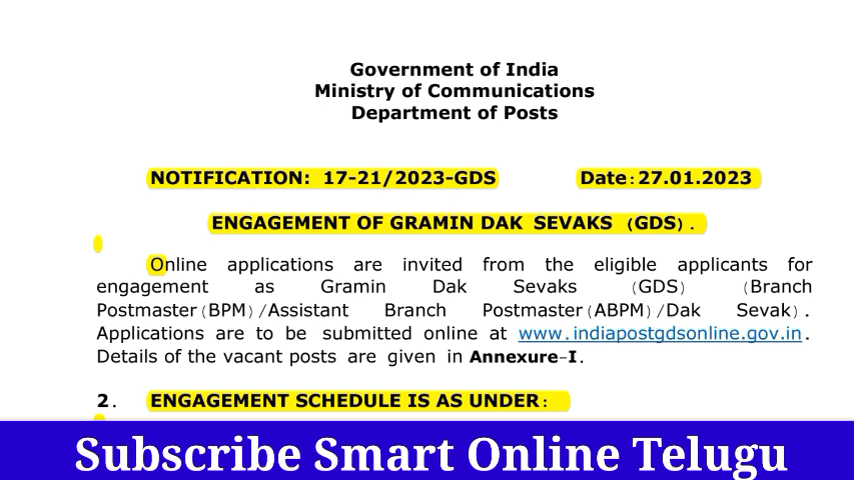 Government of India
Ministry of Communications
Department of Posts
NOTIFICATION: 17-21/2023-GDS Date:27.01.2023
ENGAGEMENT OF GRAMIN DAK SEVAKS (GDS).
Online applications are invited from the eligible applicants for
engagement as Gramin Dak Sevaks (GDS) (Branch
Postmaster(BPM)/Assistant Branch Postmaster(ABPM)/Dak Sevak).
Applications are to be submitted online at www.indiapostgdsonline.gov.in.
Details of the vacant posts are given in Annexure-I.
2. ENGAGEMENT SCHEDULE IS AS UNDER:
Subscribe Smart Online Telugu